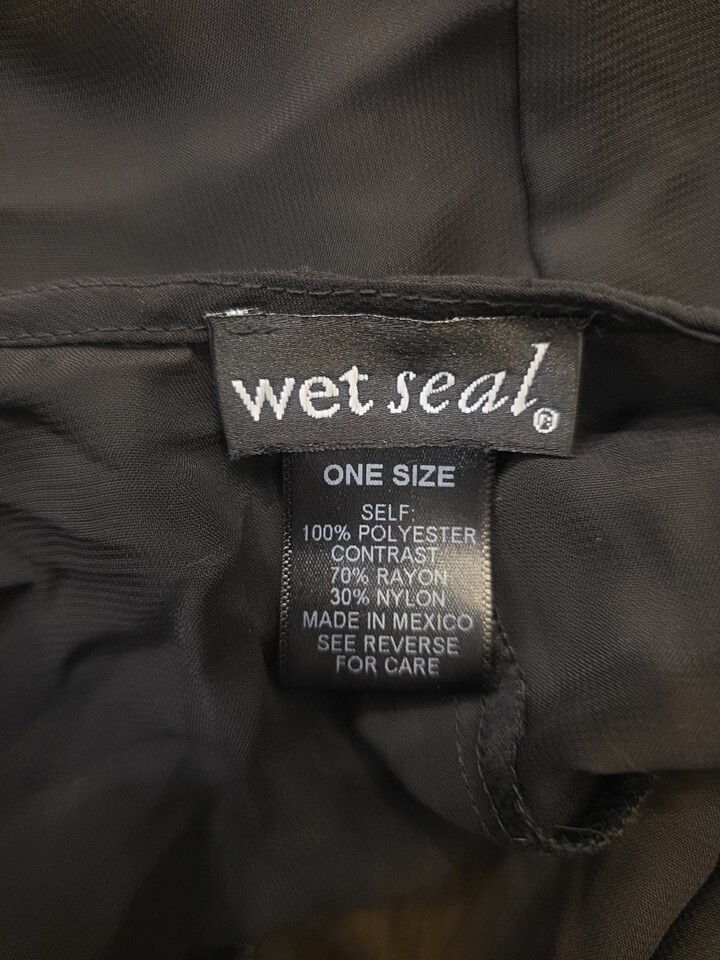 wet seal®
ONE SIZE
SELF:
100% POLYESTER
CONTRAST
70% RAYON
30% NYLON
MADE IN MEXICO
SEE REVERSE
FOR CARE